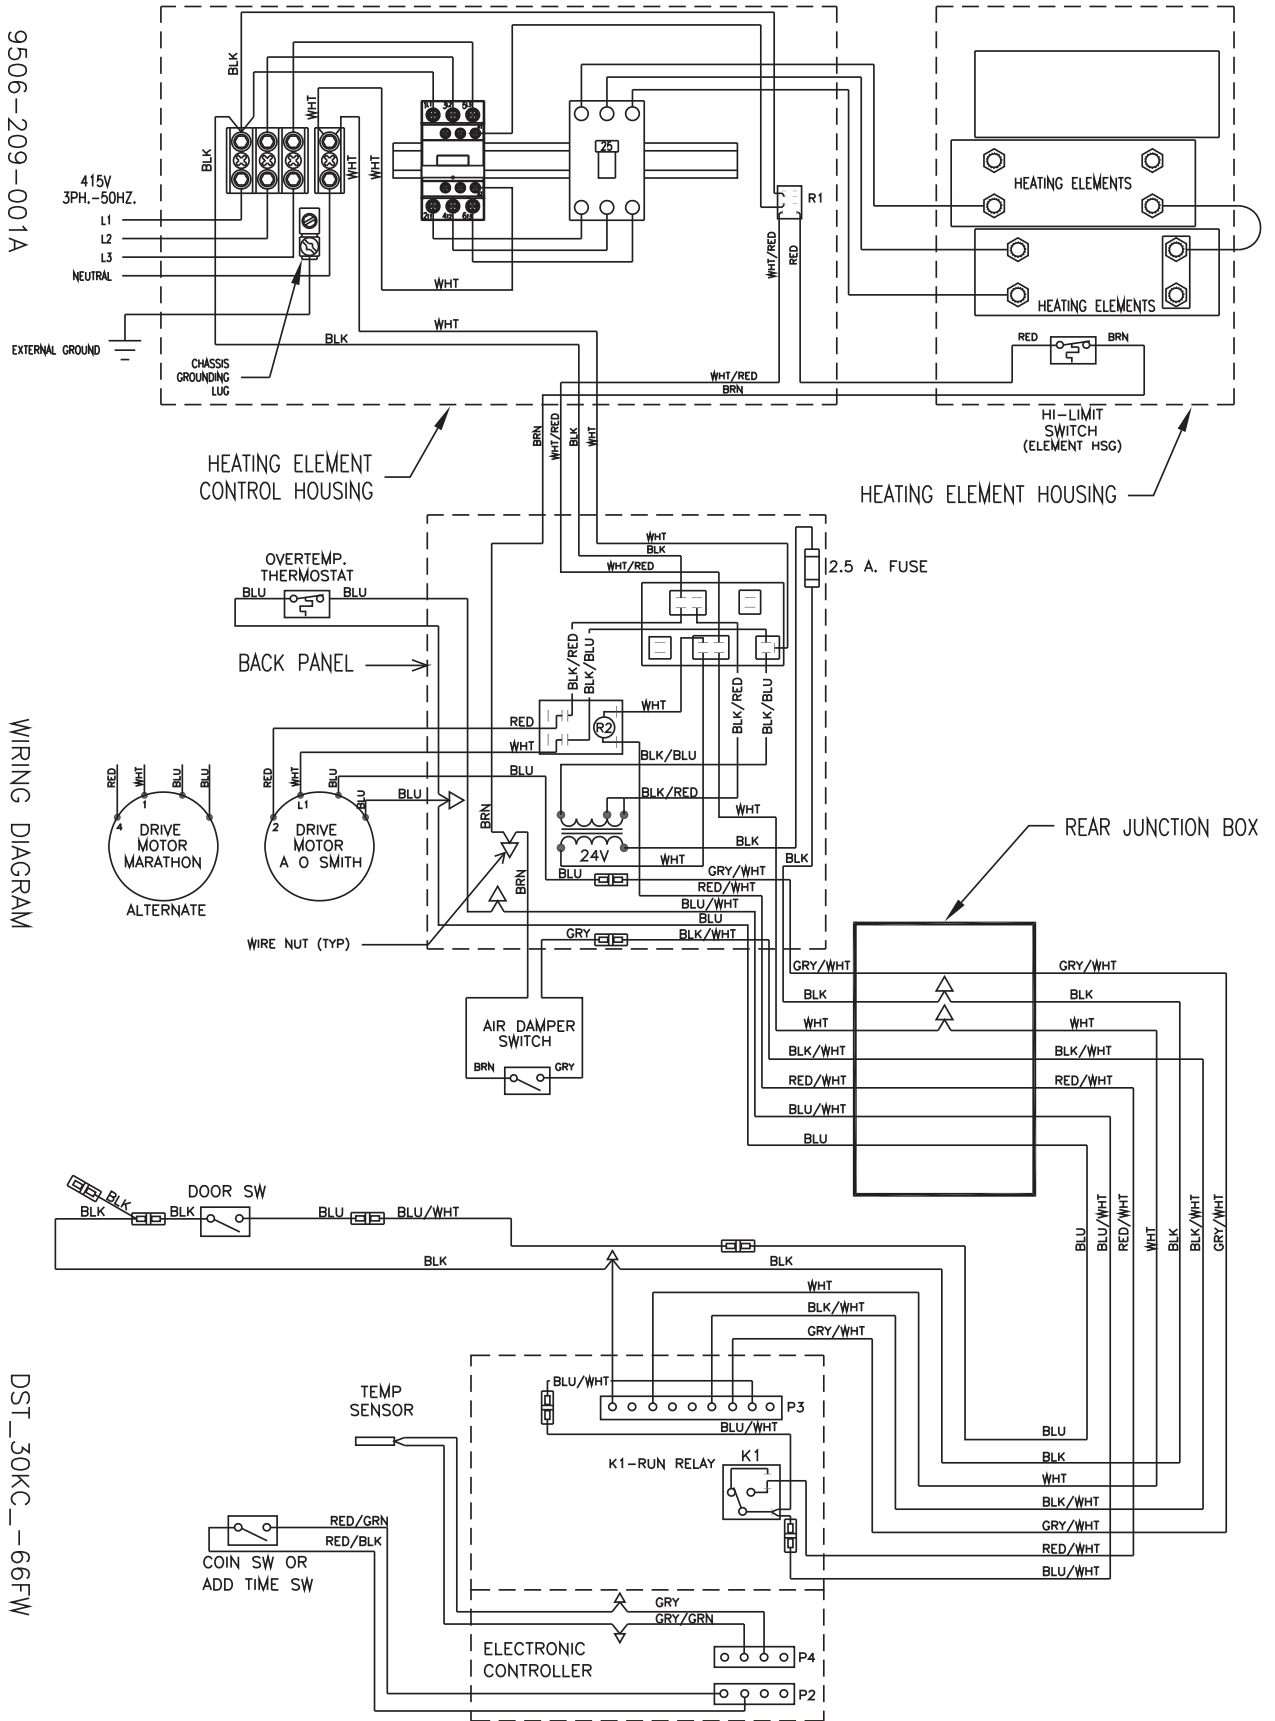 9506-209-001A
WIRING DIAGRAM
DST_30KC_-66FW
BLK
BLK
WHT
WHT
WHT
1L1
3L2
5L3
2T1
4T2
6T3
25
R1
415V
3PH.-50HZ.
L1
L2
L3
NEUTRAL
EXTERNAL GROUND
CHASSIS
GROUNDING
LUG
WHT
WHT
BLK
WHT/RED
RED
WHT/RED
BRN
HEATING ELEMENTS
HEATING ELEMENTS
RED
BRN
HI-LIMIT
SWITCH
(ELEMENT HSG)
HEATING ELEMENT
CONTROL HOUSING
HEATING ELEMENT HOUSING
BRN
WHT/RED
BLK
WHT
WHT
BLK
WHT/RED
2.5 A. FUSE
OVERTEMP.
THERMOSTAT
BLU
BLU
BACK PANEL
BLK/RED
BLK/BLU
BLK/RED
BLK/BLU
RED
WHT
R2
WHT
BLK/BLU
BLU
BLK/RED
WHT
BLK
24V
WHT
BLK
BLU
GRY/WHT
RED/WHT
BLU/WHT
BLU
GRY
BLK/WHT
BRN
BRN
BLU
RED
WHT
BLU
BLU
4
1
DRIVE
MOTOR
MARATHON
ALTERNATE
RED
WHT
BLU
BLU
2
L1
DRIVE
MOTOR
A O SMITH
WIRE NUT (TYP)
REAR JUNCTION BOX
AIR DAMPER
SWITCH
BRN
GRY
GRY/WHT
GRY/WHT
BLK
BLK
WHT
WHT
BLK/WHT
BLK/WHT
RED/WHT
RED/WHT
BLU/WHT
BLU
BLU
BLU/WHT
RED/WHT
WHT
BLK
BLK/WHT
GRY/WHT
DOOR SW
BLK
BLK
BLK
BLU
BLU/WHT
BLK
BLK
WHT
BLK/WHT
GRY/WHT
BLU/WHT
P3
BLU/WHT
K1-RUN RELAY
K1
TEMP
SENSOR
BLU
BLK
WHT
BLK/WHT
GRY/WHT
RED/WHT
BLU/WHT
RED/GRN
RED/BLK
COIN SW OR
ADD TIME SW
GRY
GRY/GRN
ELECTRONIC
CONTROLLER
P4
P2